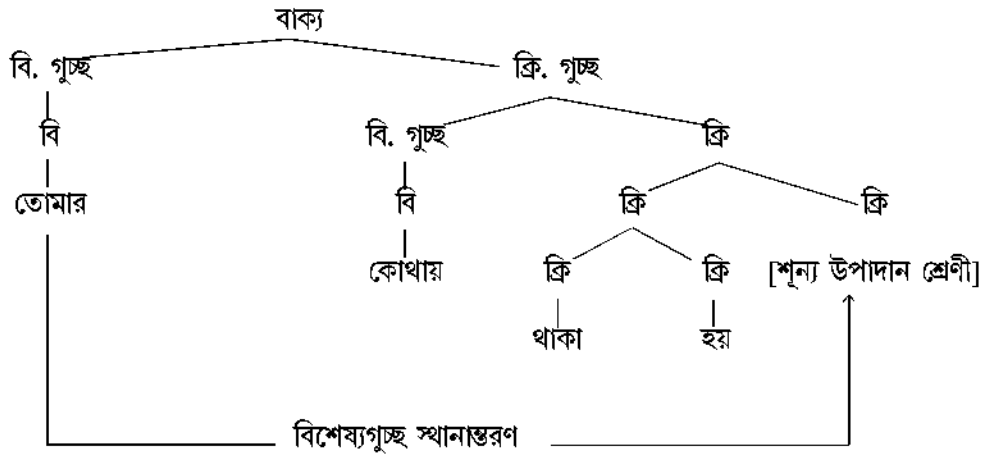 বাক্য
বি. গুচ্ছ ক্রি. গুচ্ছ
বি বি. গুচ্ছ ক্রি
তোমার বি ক্রি ক্রি
কোথায় ক্রি ক্রি [শূন্য উপাদান শ্রেণী]
থাকা হয়
বিশেষ্যগুচ্ছ স্থানান্তরণ